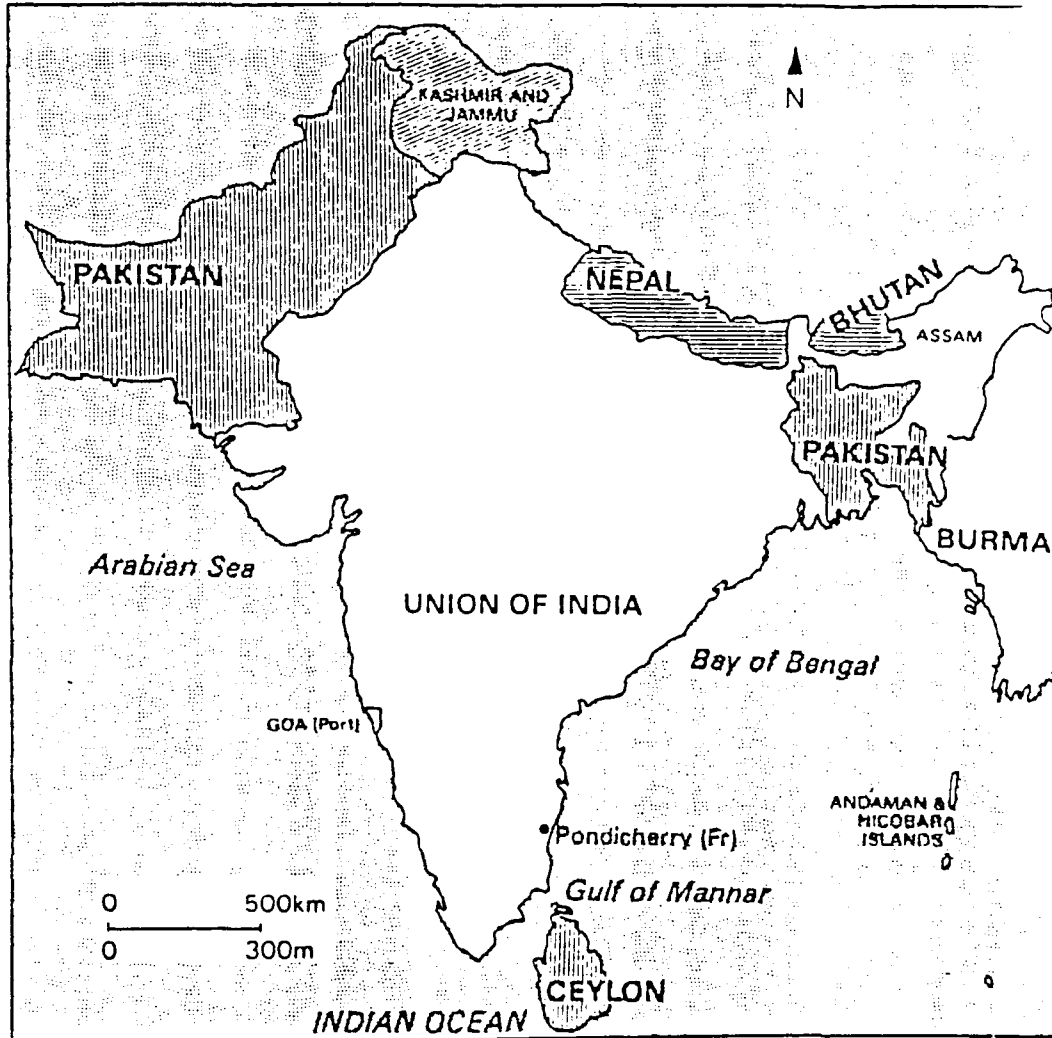 KASHMIR AND
JAMMU
N
PAKISTAN
NEPAL
BHUTAN
ASSAM
PAKISTAN
BURMA
Arabian Sea
UNION OF INDIA
Bay of Bengal
GOA (Port)
ANDAMAN &
NICOBAR
ISLANDS
Pondicherry (Fr)
Gulf of Mannar
0 500km
0 300m
CEYLON
INDIAN OCEAN